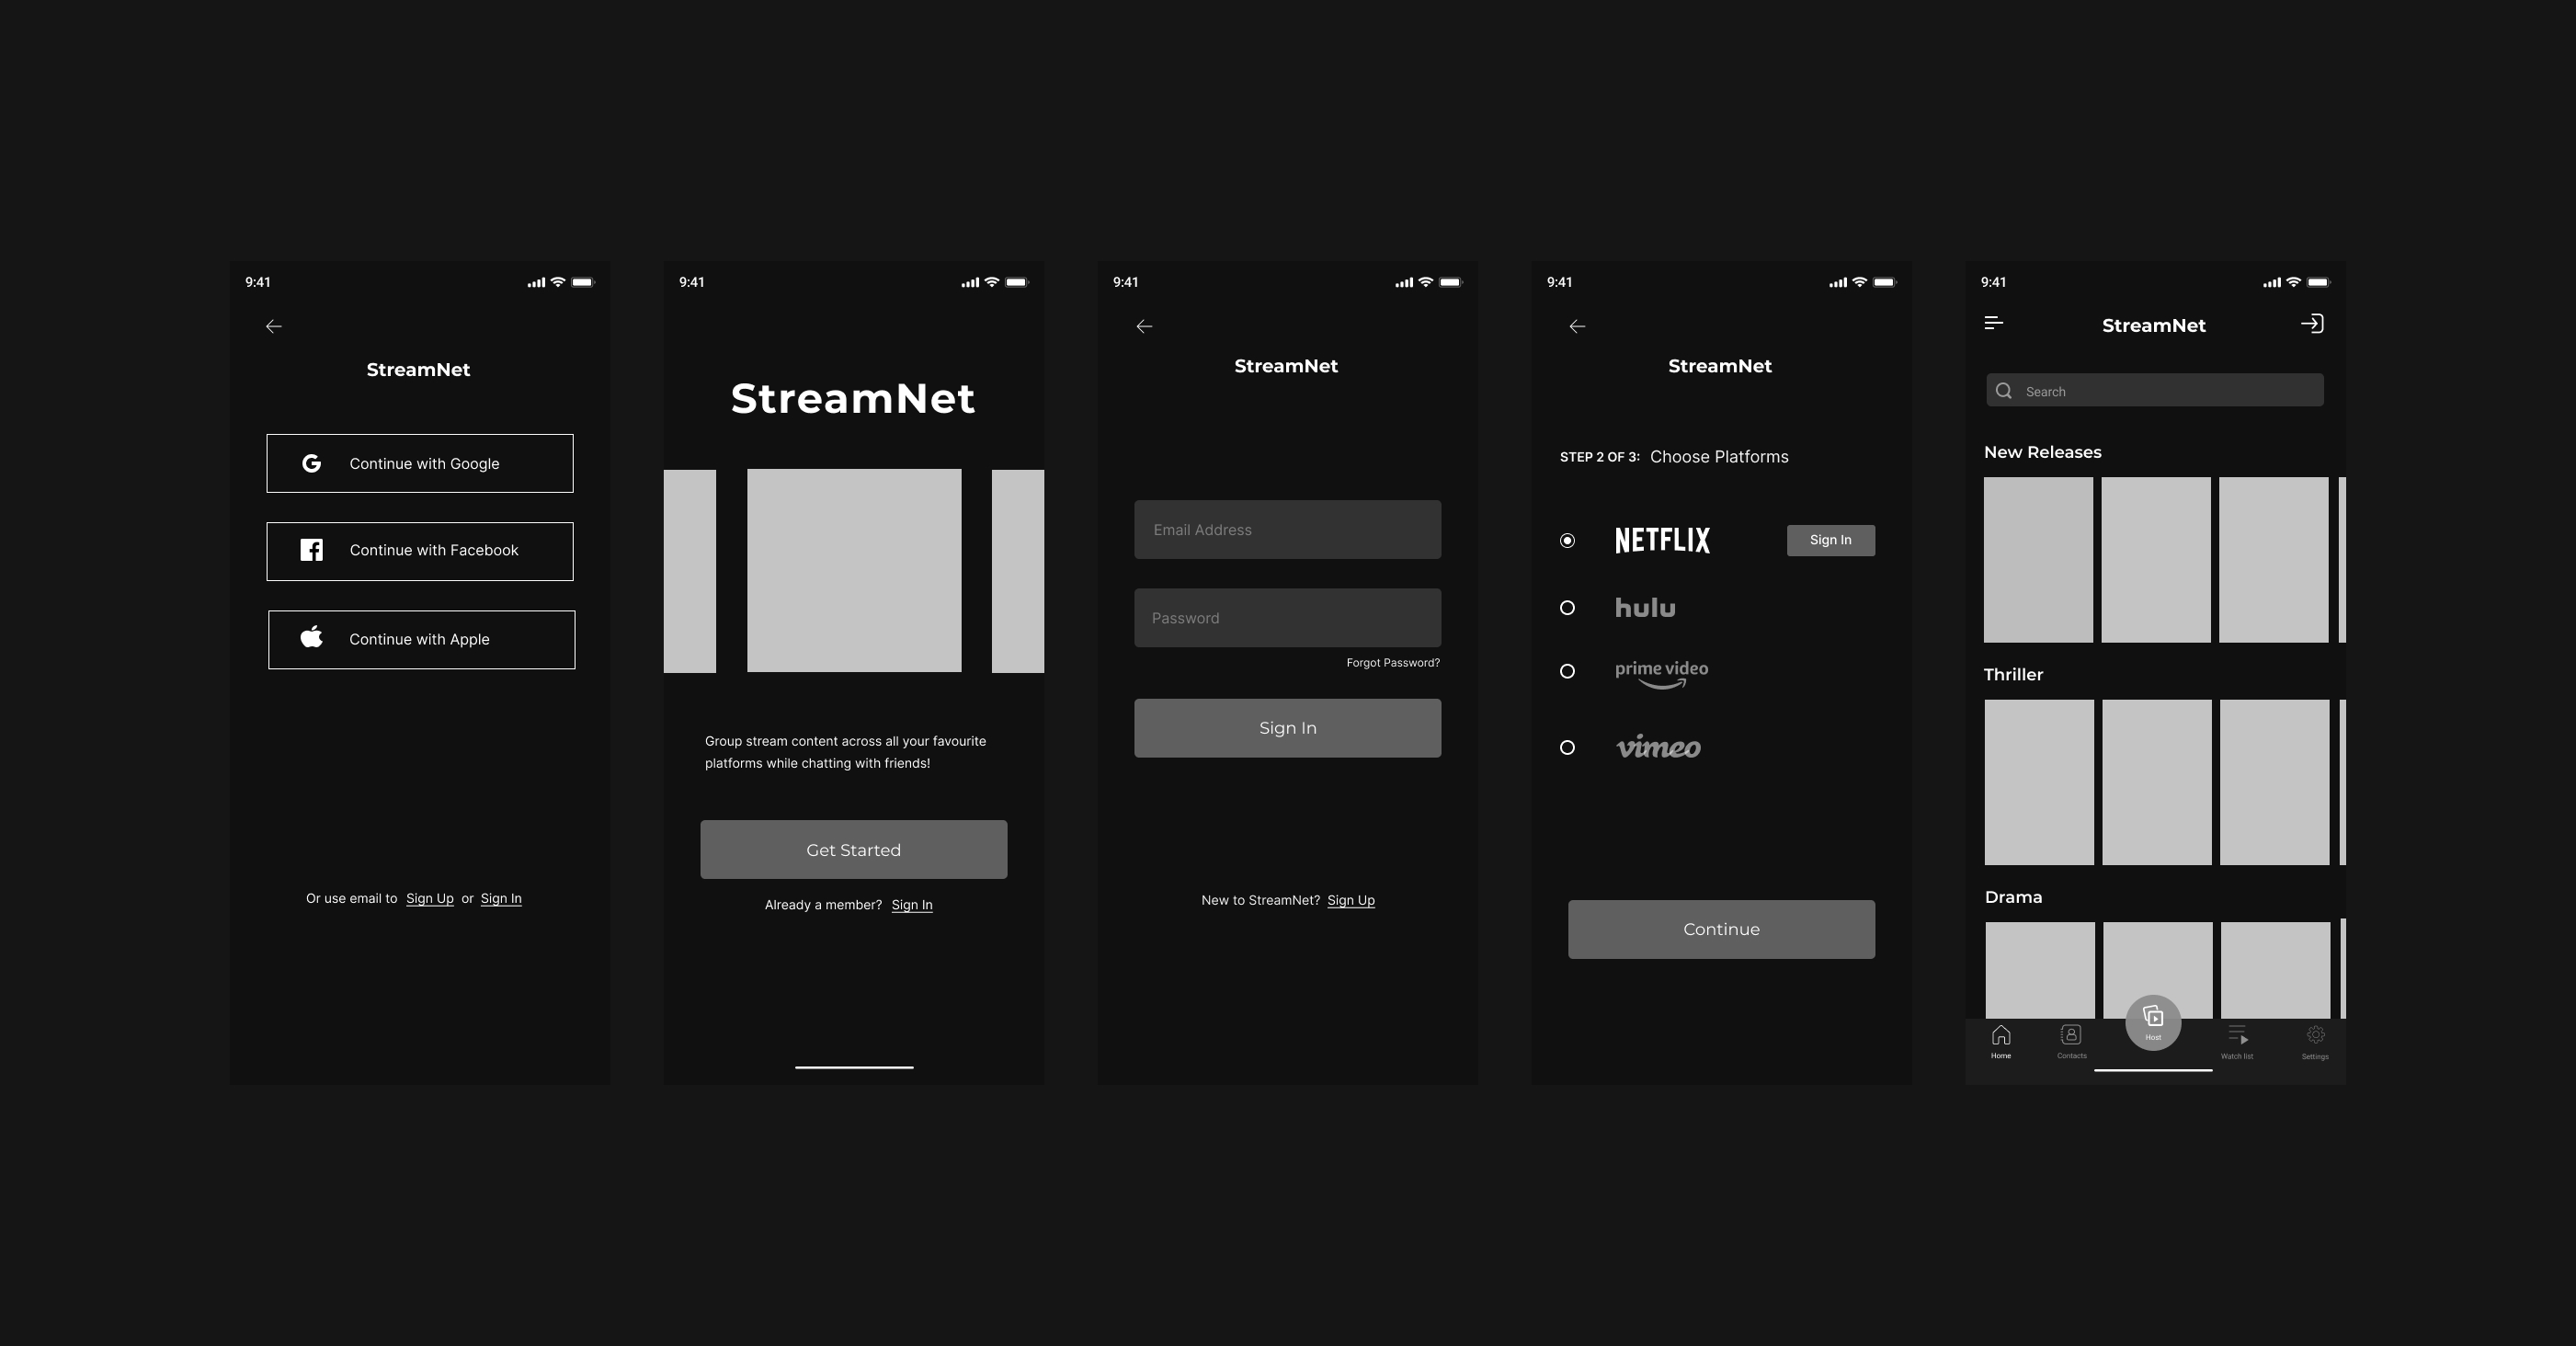 9:41
StreamNet
Continue with Google
Continue with Facebook
Continue with Apple
Or use email to Sign Up or Sign In
9:41
StreamNet
Group stream content across all your favourite
platforms while chatting with friends!
Get Started
Already a member? Sign In
9:41
StreamNet
Email Address
Password
Forgot Password?
Sign In
New to StreamNet? Sign Up
9:41
StreamNet
STEP 2 OF 3: Choose Platforms
NETFLIX Sign In
hulu
prime video
vimeo
Continue
9:41
StreamNet
Search
New Releases
Thriller
Drama
Home Contacts Host Watch list Settings